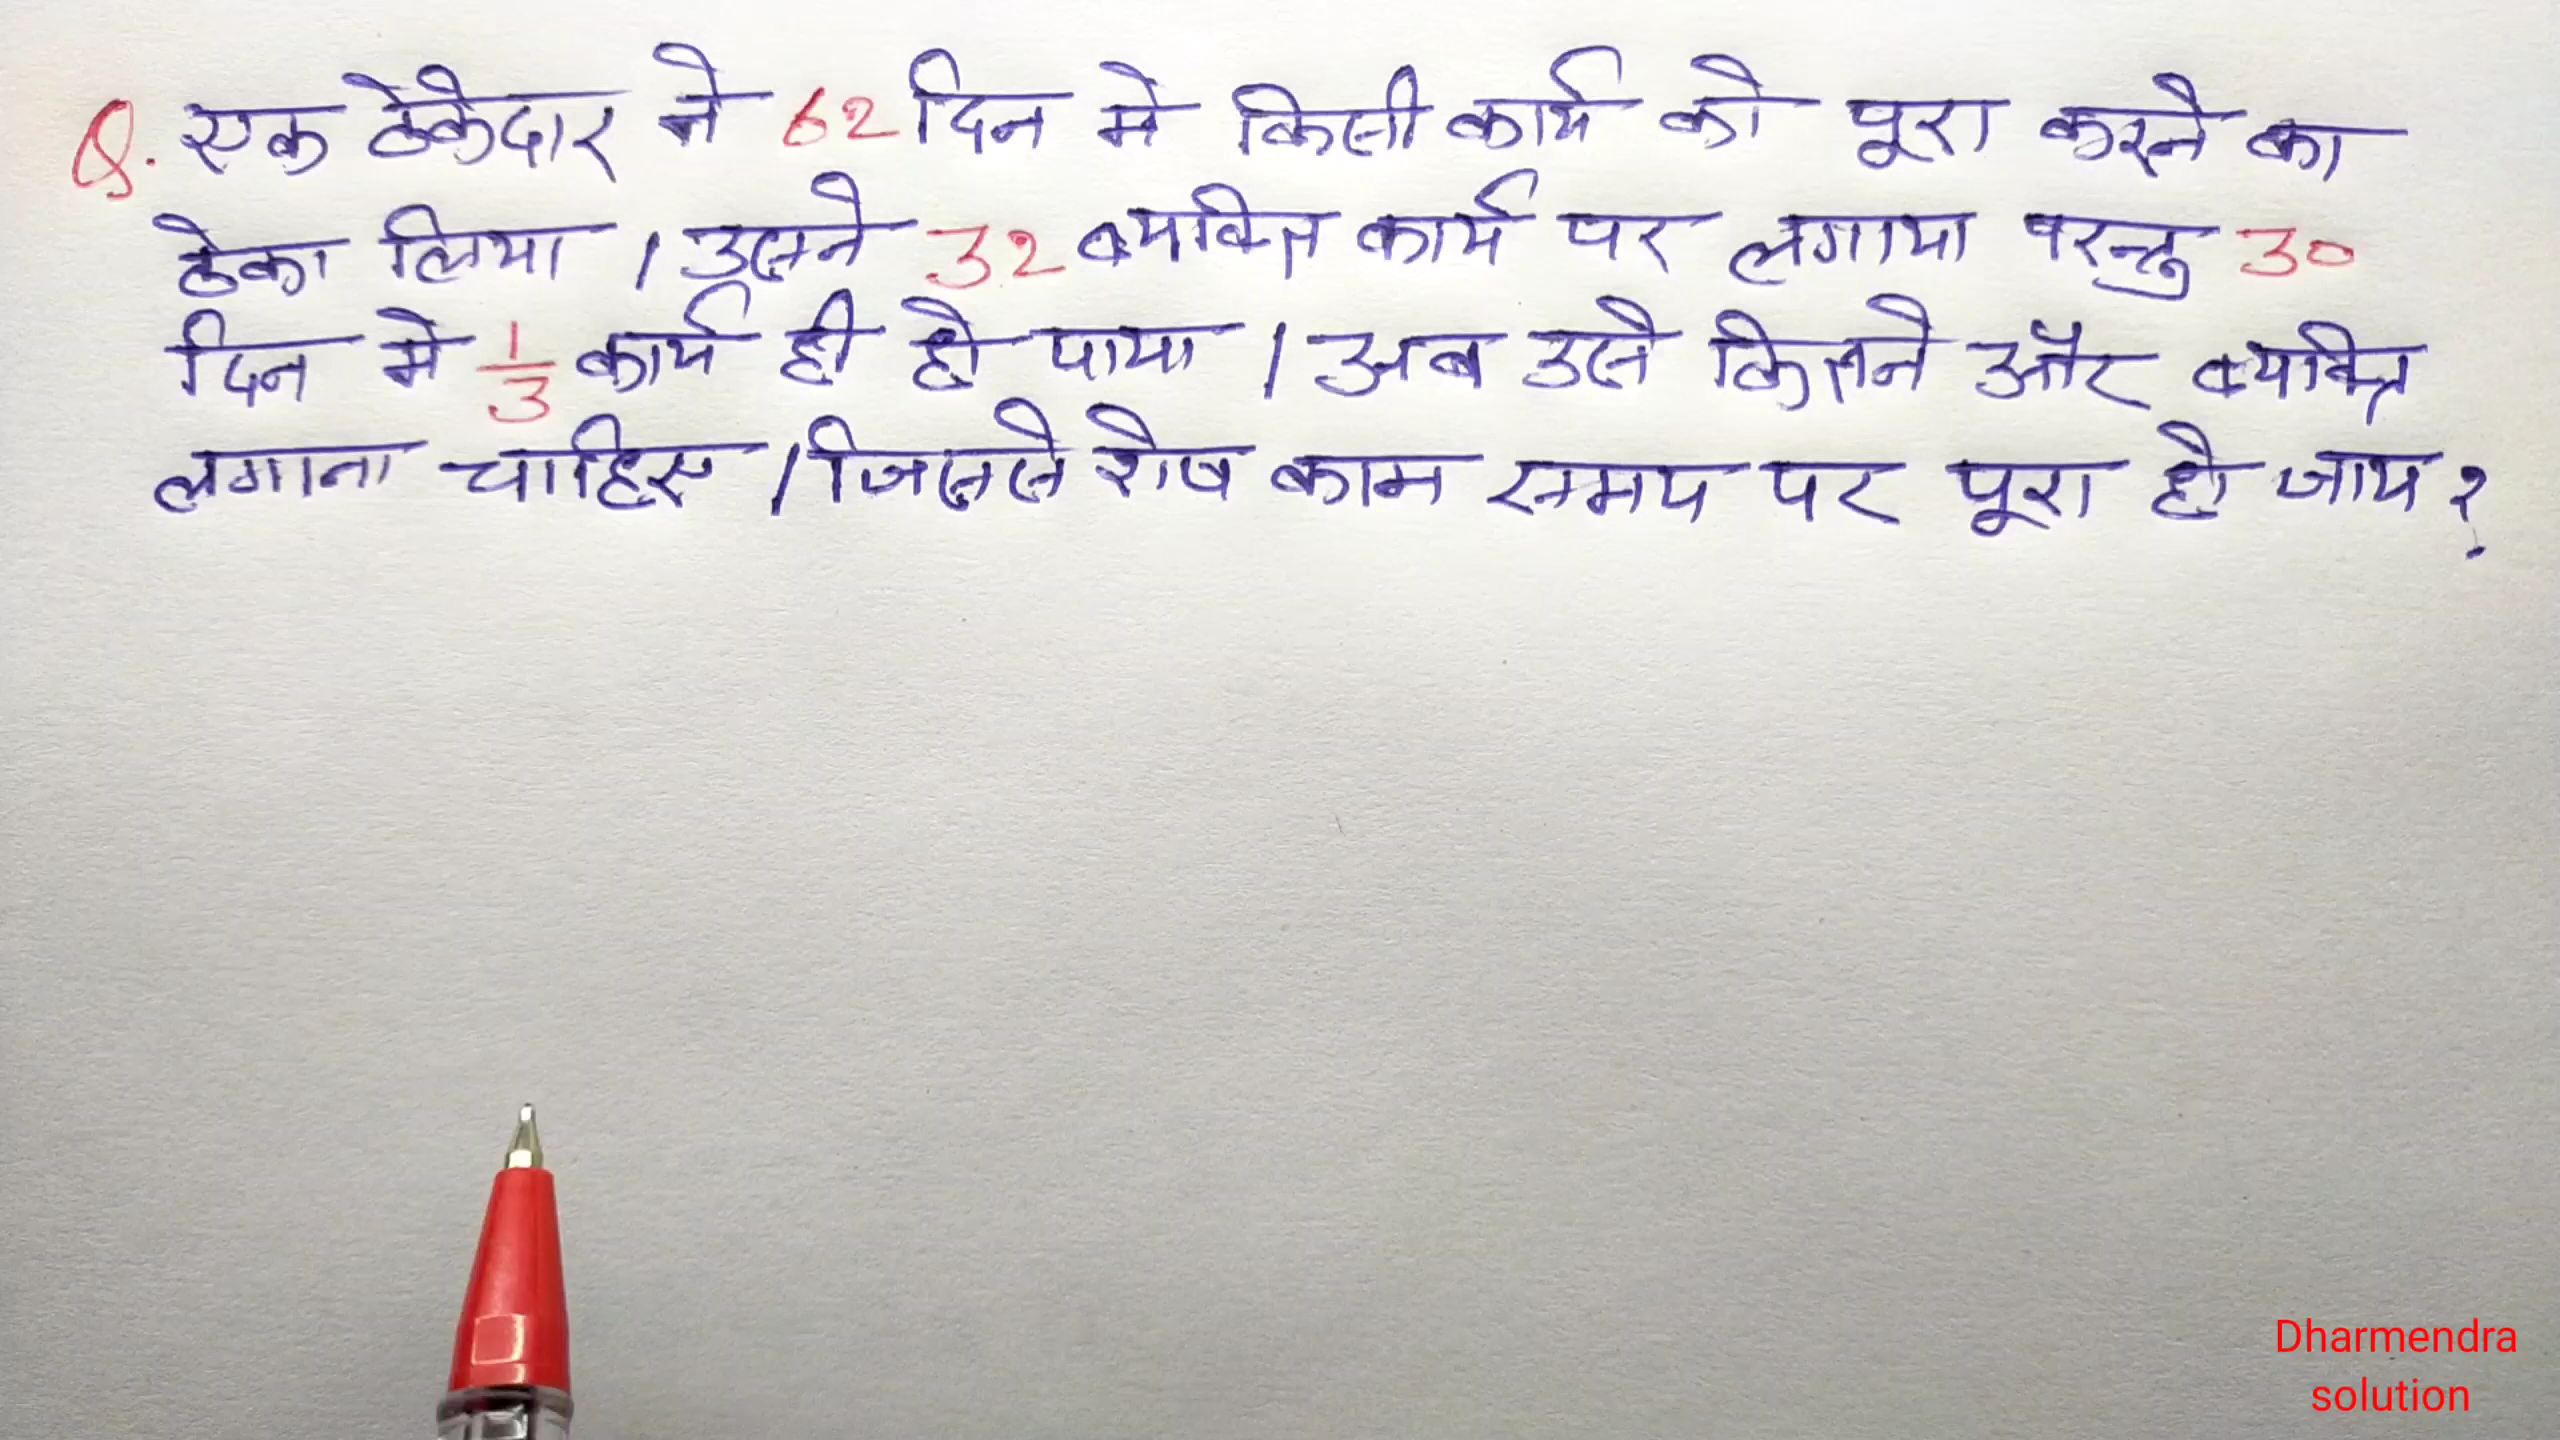 Q. एक ठेकेदार ने 62 दिन मे किसी कार्य को पूरा करने का
ठेका लिया । उसने 32 व्यक्ति कार्य पर लगाया परन्तु 30
दिन मे 1/3 कार्य ही हो पाया । अब उसे कितने और व्यक्ति
लगाना चाहिए । जिससे शेष काम समय पर पूरा हो जाय ?
Dharmendra
solution